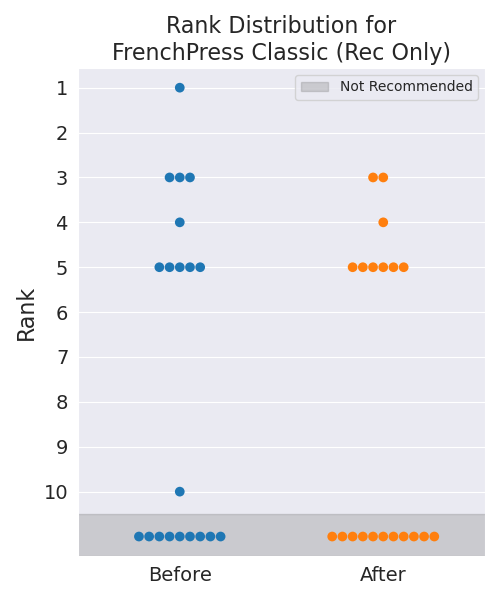 Rank Distribution for
FrenchPress Classic (Rec Only)
Not Recommended
Rank
1
2
3
4
5
6
7
8
9
10
Before
After